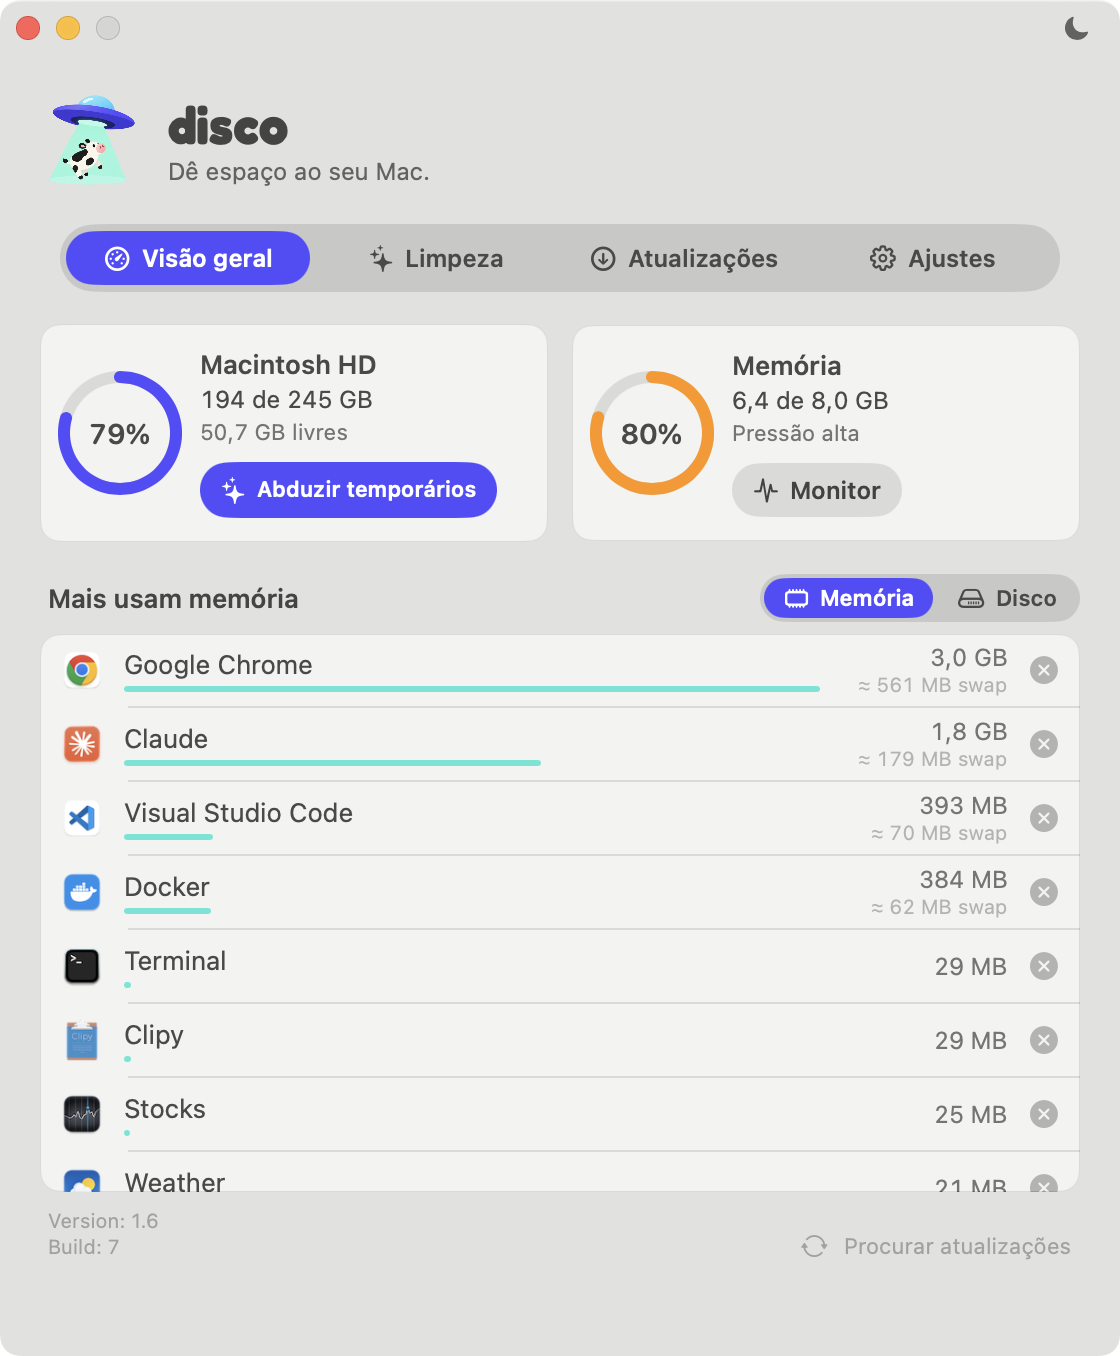 disco
Dê espaço ao seu Mac.
Visão geral
Limpeza
Atualizações
Ajustes
79%
Macintosh HD
194 de 245 GB
50,7 GB livres
Abduzir temporários
80%
Memória
6,4 de 8,0 GB
Pressão alta
Monitor
Mais usam memória
Memória
Disco
Google Chrome
3,0 GB
≈ 561 MB swap
Claude
1,8 GB
≈ 179 MB swap
Visual Studio Code
393 MB
≈ 70 MB swap
Docker
384 MB
≈ 62 MB swap
>_
Terminal
29 MB
Clipy
Clipy
29 MB
Stocks
25 MB
Weather
21 MB
Version: 1.6
Build: 7
Procurar atualizações